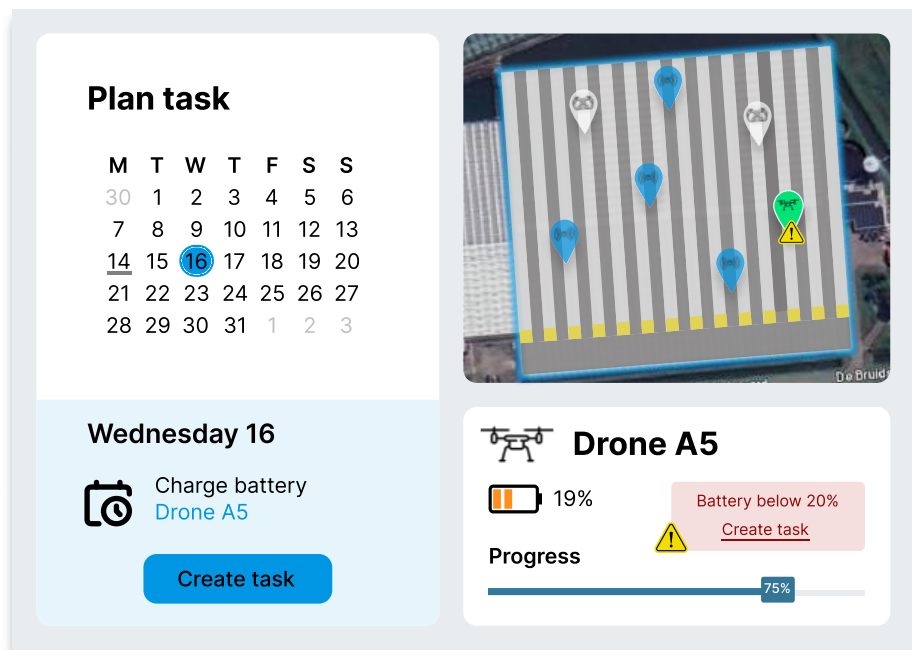 Plan task
M T W T F S S
30 1 2 3 4 5 6
7 8 9 10 11 12 13
14 15 16 17 18 19 20
21 22 23 24 25 26 27
28 29 30 31 1 2 3
Wednesday 16
Charge battery
Drone A5
Create task
De Bruids
Drone A5
19%
Battery below 20%
Create task
Progress
75%